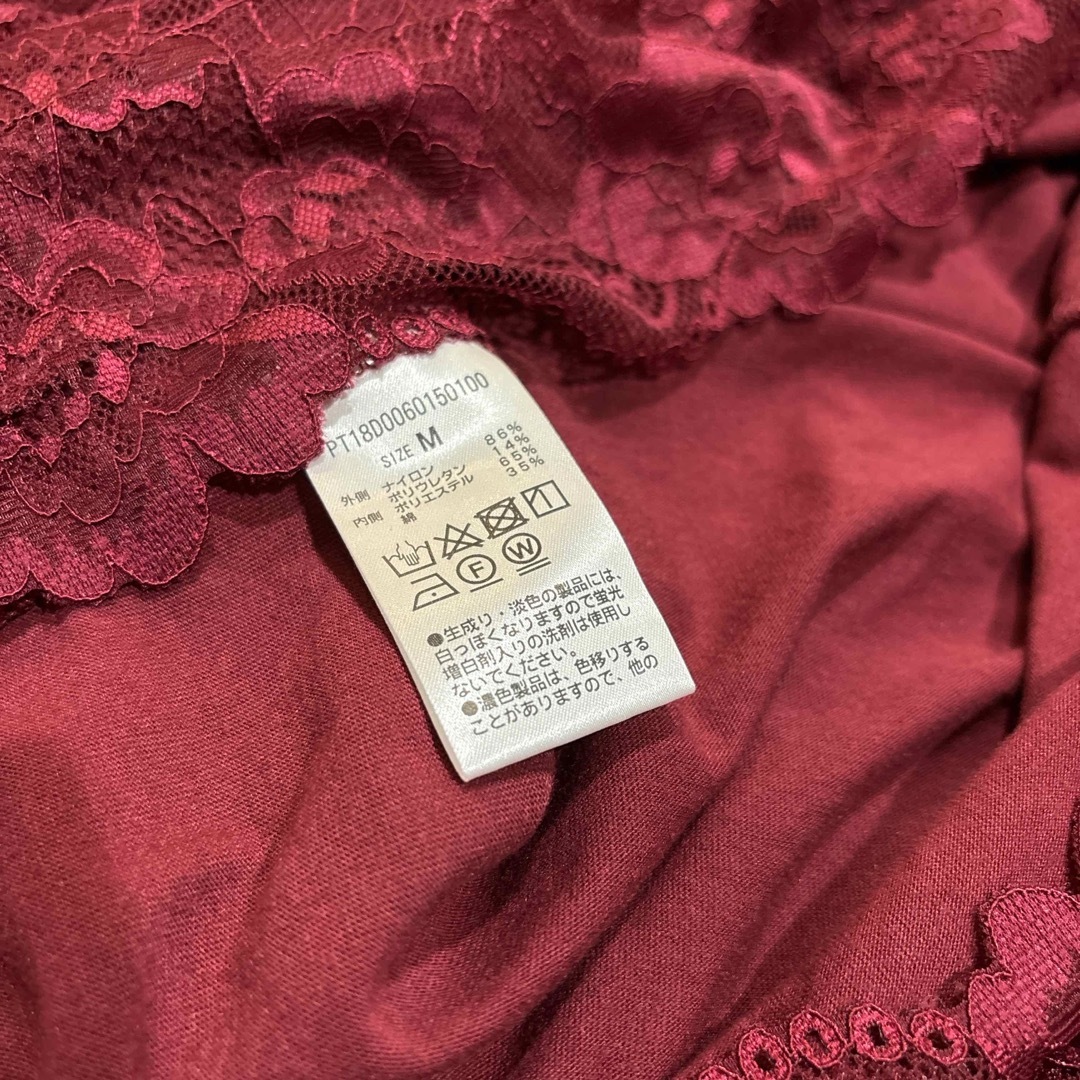 PT18D0060150100
SIZE M
外側 ナイロン 86%
ポリウレタン 14%
内側 ポリエステル 65%
綿 35%
F W
●生成り・淡色の製品には、
白っぽくなりますので蛍光
増白剤入りの洗剤は使用し
ないでください。
●濃色製品は、色移りする
ことがありますので、他の